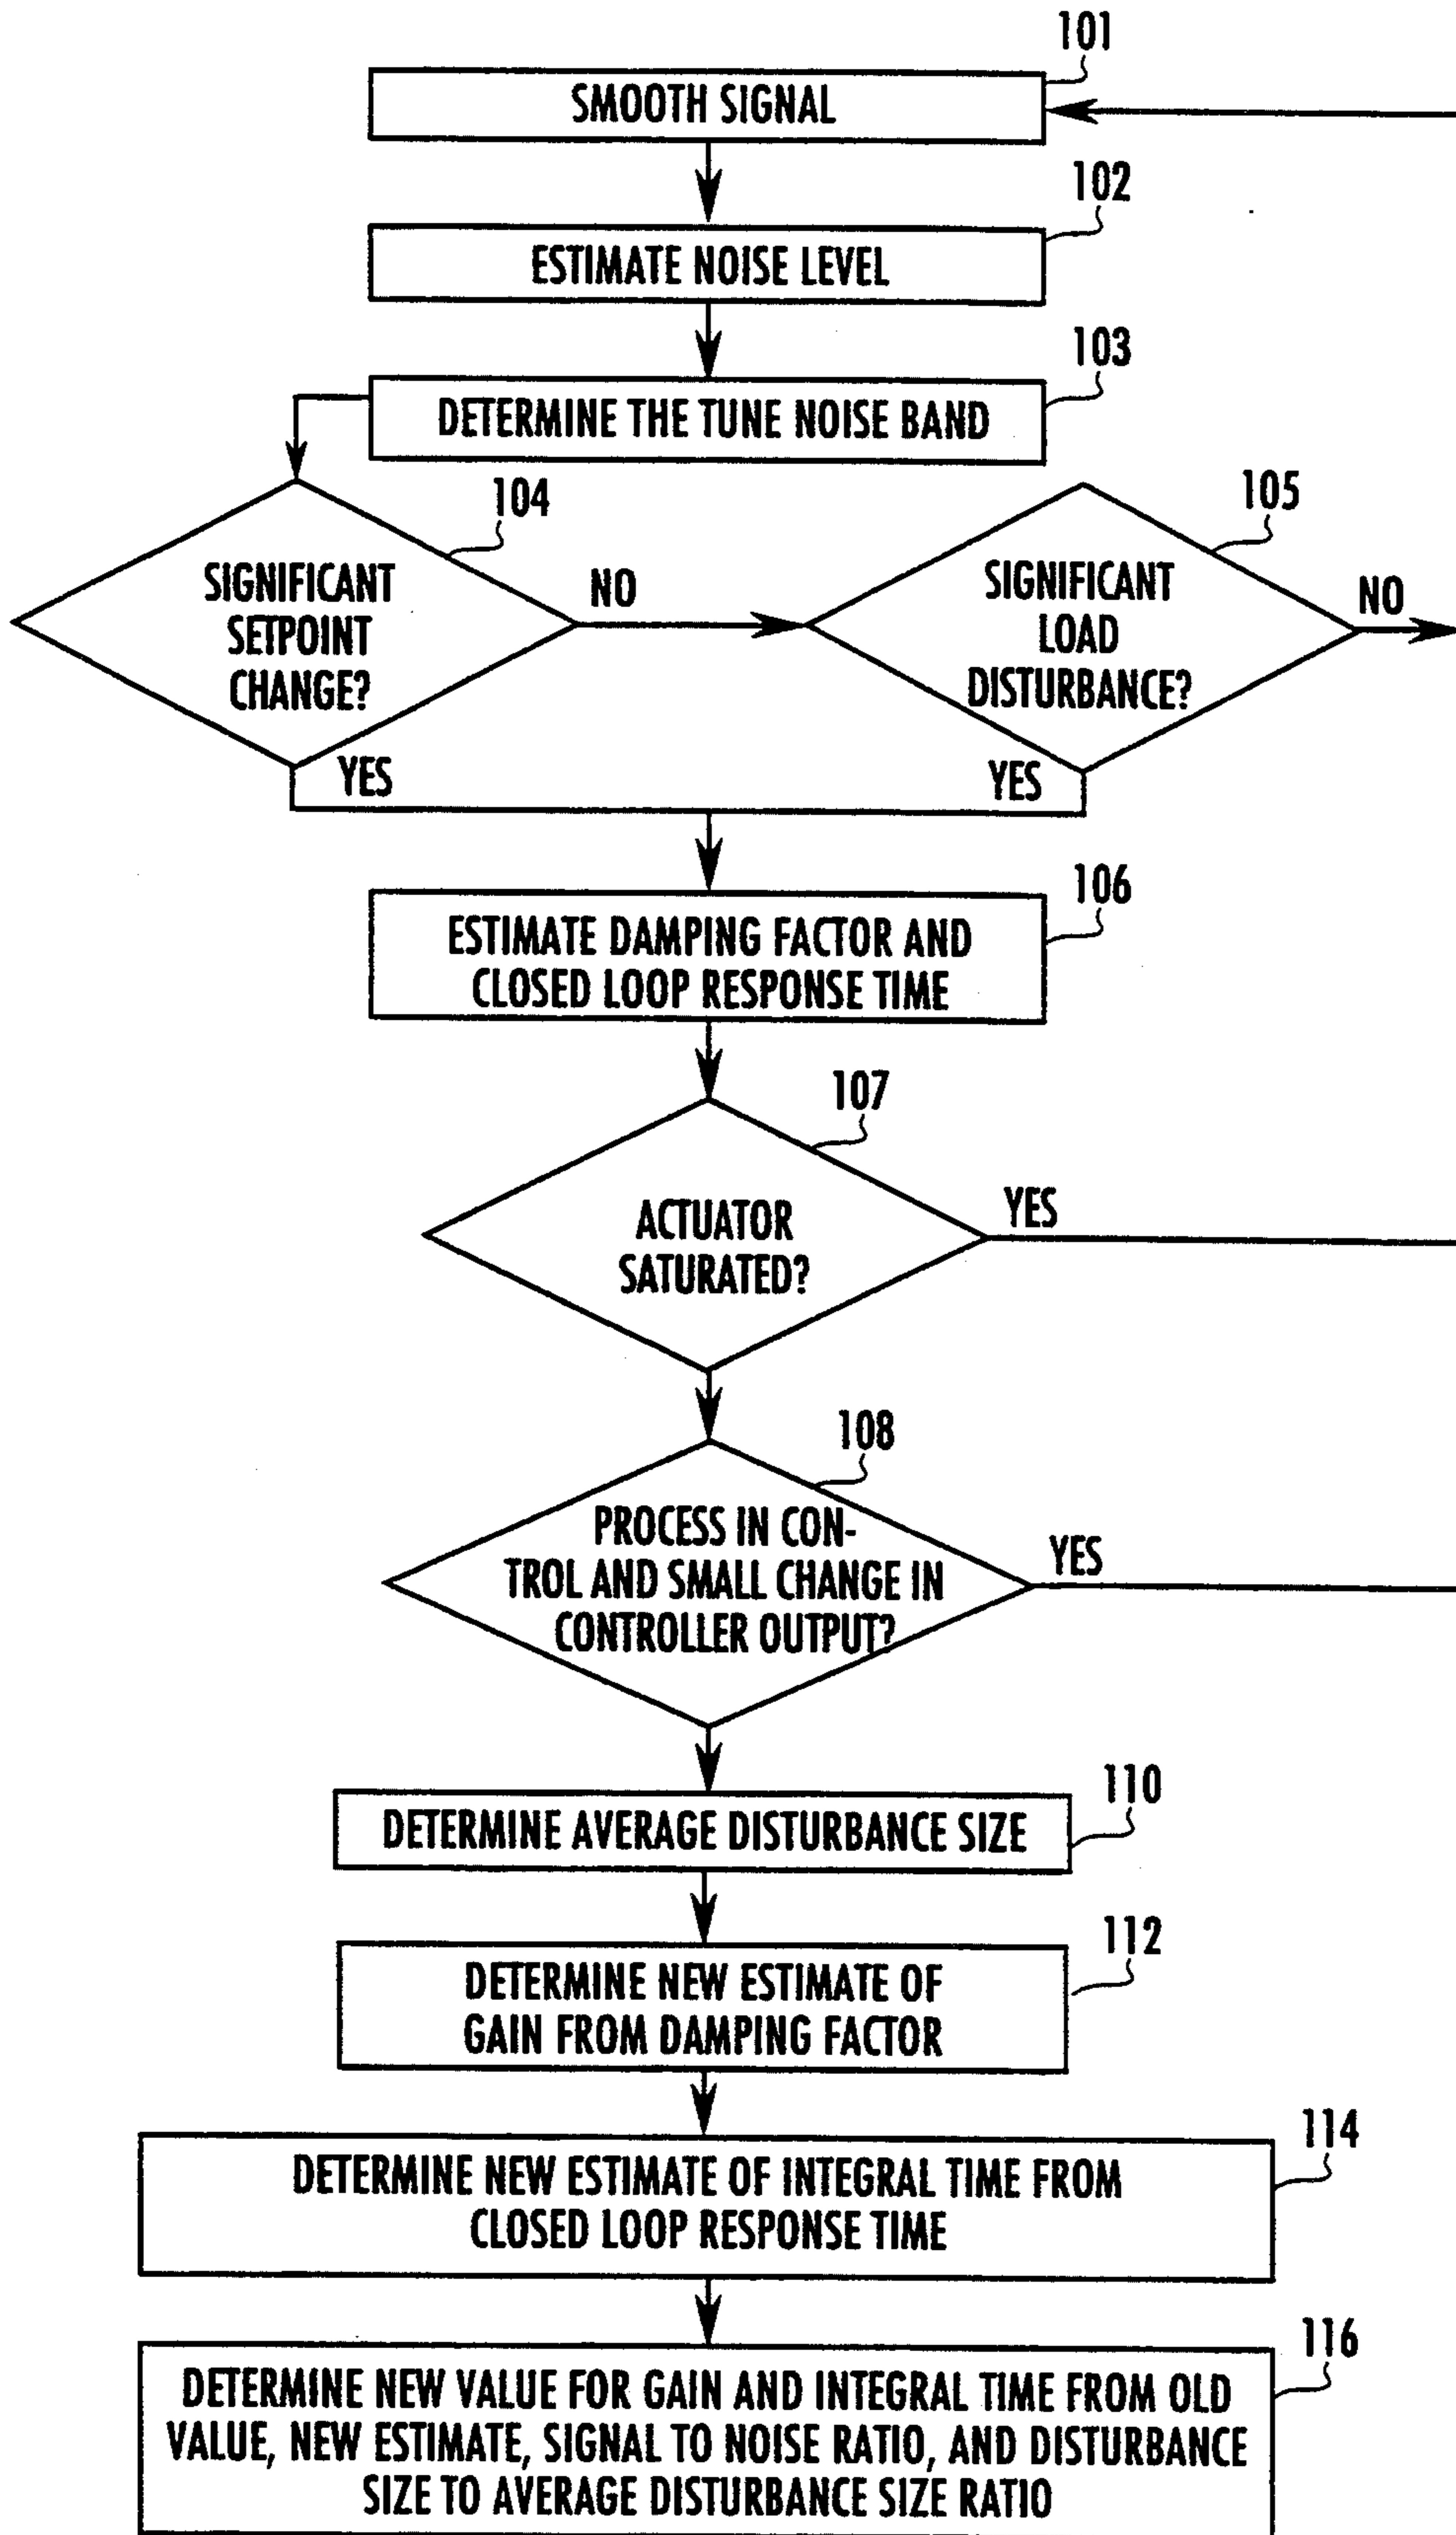 101
SMOOTH SIGNAL
102
ESTIMATE NOISE LEVEL
103
DETERMINE THE TUNE NOISE BAND
104
SIGNIFICANT
SETPOINT
CHANGE?
NO
YES
105
SIGNIFICANT
LOAD
DISTURBANCE?
NO
YES
106
ESTIMATE DAMPING FACTOR AND
CLOSED LOOP RESPONSE TIME
107
ACTUATOR
SATURATED?
YES
108
PROCESS IN CON-
TROL AND SMALL CHANGE IN
CONTROLLER OUTPUT?
YES
110
DETERMINE AVERAGE DISTURBANCE SIZE
112
DETERMINE NEW ESTIMATE OF
GAIN FROM DAMPING FACTOR
114
DETERMINE NEW ESTIMATE OF INTEGRAL TIME FROM
CLOSED LOOP RESPONSE TIME
116
DETERMINE NEW VALUE FOR GAIN AND INTEGRAL TIME FROM OLD
VALUE, NEW ESTIMATE, SIGNAL TO NOISE RATIO, AND DISTURBANCE
SIZE TO AVERAGE DISTURBANCE SIZE RATIO